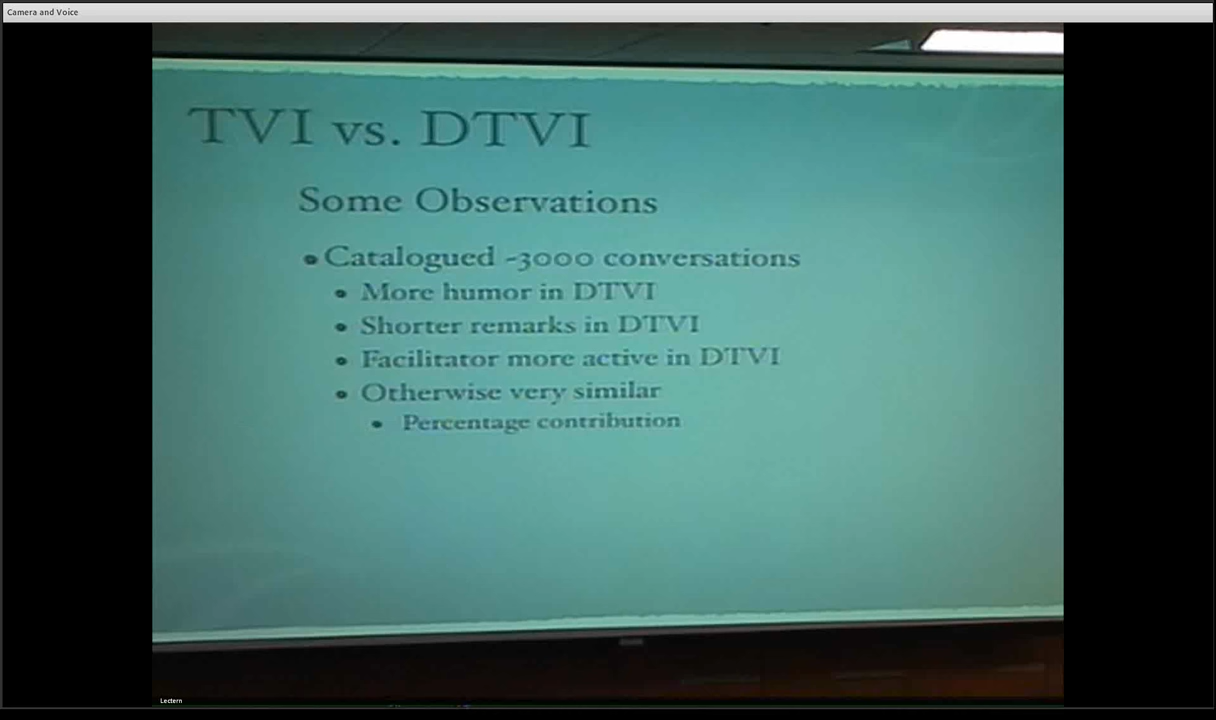 Camera and Voice
TVI vs. DTVI
Some Observations
• Catalogued ~3000 conversations
• More humor in DTVI
• Shorter remarks in DTVI
• Facilitator more active in DTVI
• Otherwise very similar
• Percentage contribution
Lectern